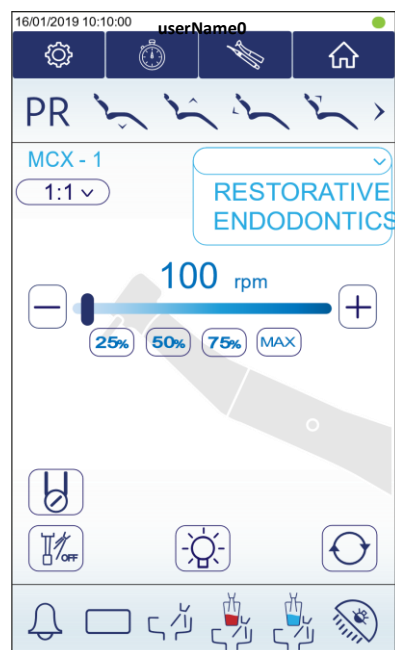 16/01/2019 10:10:00 userName0
PR
MCX - 1
1:1
RESTORATIVE
ENDODONTICS
100 rpm
25% 50% 75% MAX
OFF